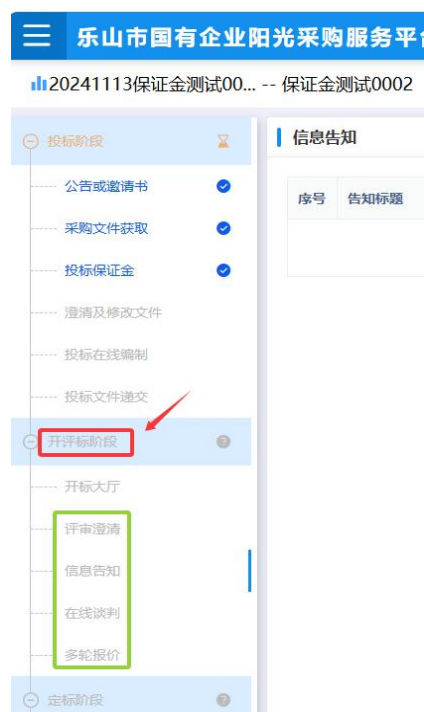 乐山市国有企业阳光采购服务平台
20241113保证金测试00... -- 保证金测试0002
投标阶段
公告或邀请书
采购文件获取
投标保证金
澄清及修改文件
投标在线编制
投标文件递交
开评标阶段
开标大厅
评审澄清
信息告知
在线谈判
多轮报价
定标阶段
信息告知
序号 告知标题